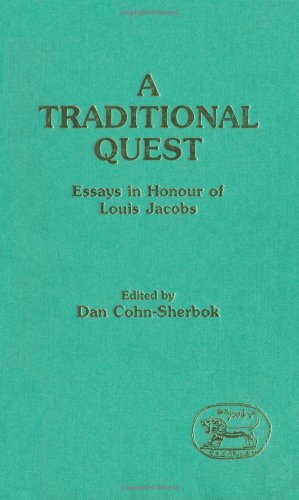 A
TRADITIONAL
QUEST
Essays in Honour of
Louis Jacobs
Edited by
Dan Cohn-Sherbok